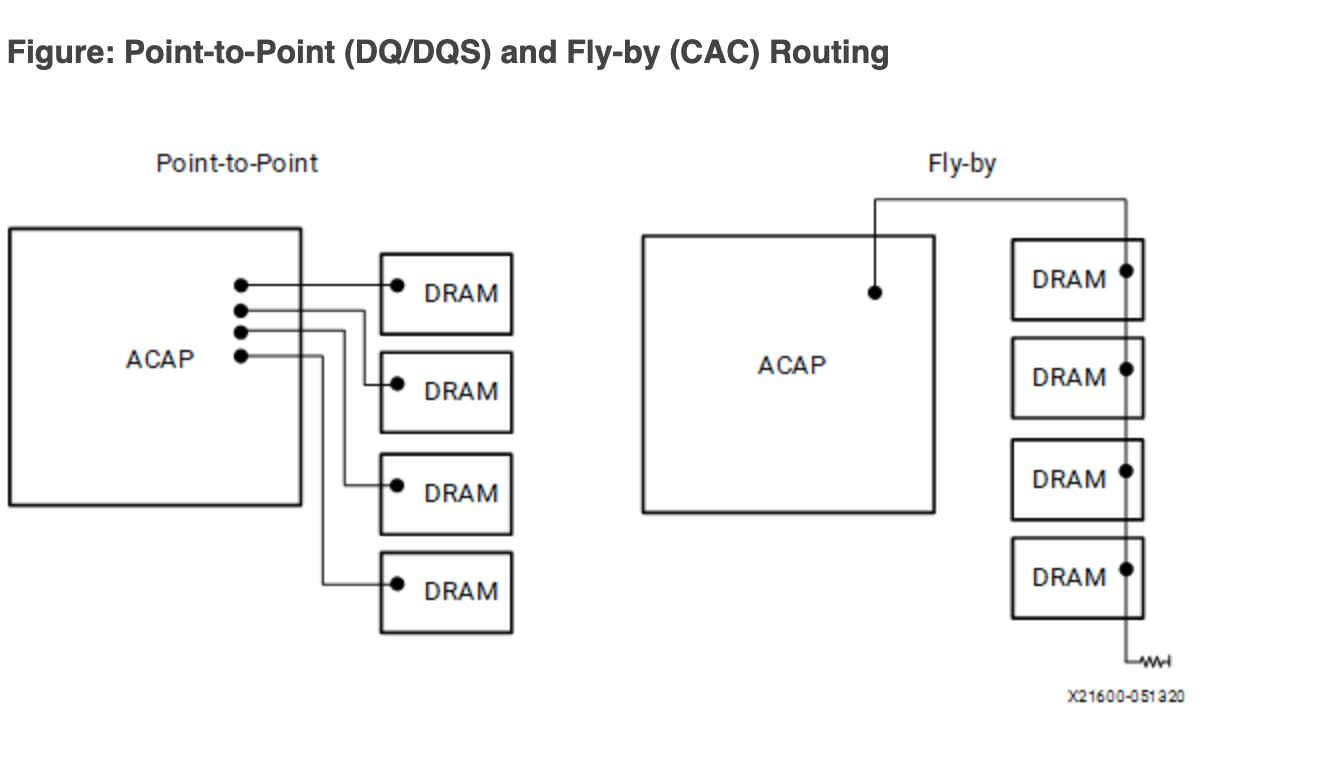 Figure: Point-to-Point (DQ/DQS) and Fly-by (CAC) Routing
Point-to-Point
ACAP
DRAM
DRAM
DRAM
DRAM
Fly-by
ACAP
DRAM
DRAM
DRAM
DRAM
X21600-051320